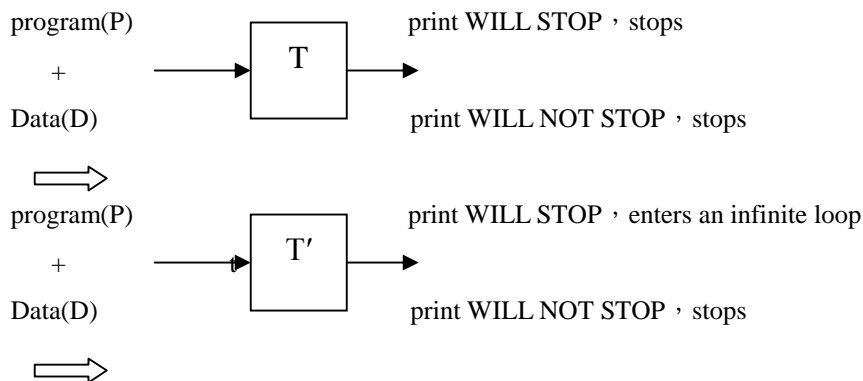 program(P) print WILL STOP，stops
T
+
Data(D) print WILL NOT STOP，stops
program(P) print WILL STOP，enters an infinite loop
T′
+ t
Data(D) print WILL NOT STOP，stops